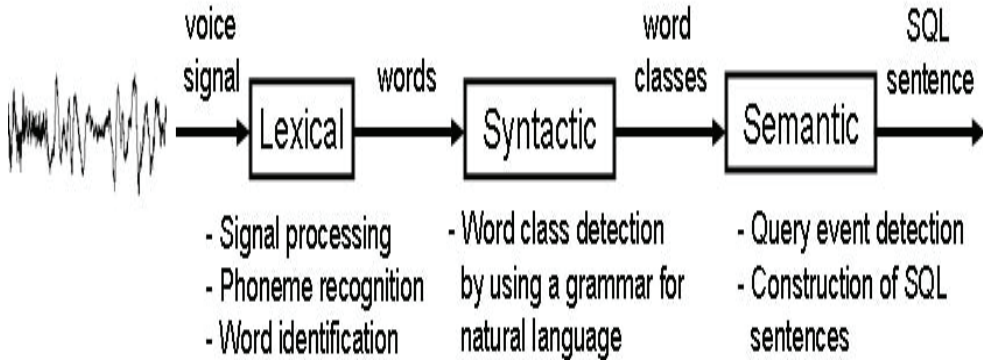 voice
signal
words
word
classes
SQL
sentence
Lexical
Syntactic
Semantic
- Signal processing
- Phoneme recognition
- Word identification
- Word class detection
by using a grammar for
natural language
- Query event detection
- Construction of SQL
sentences